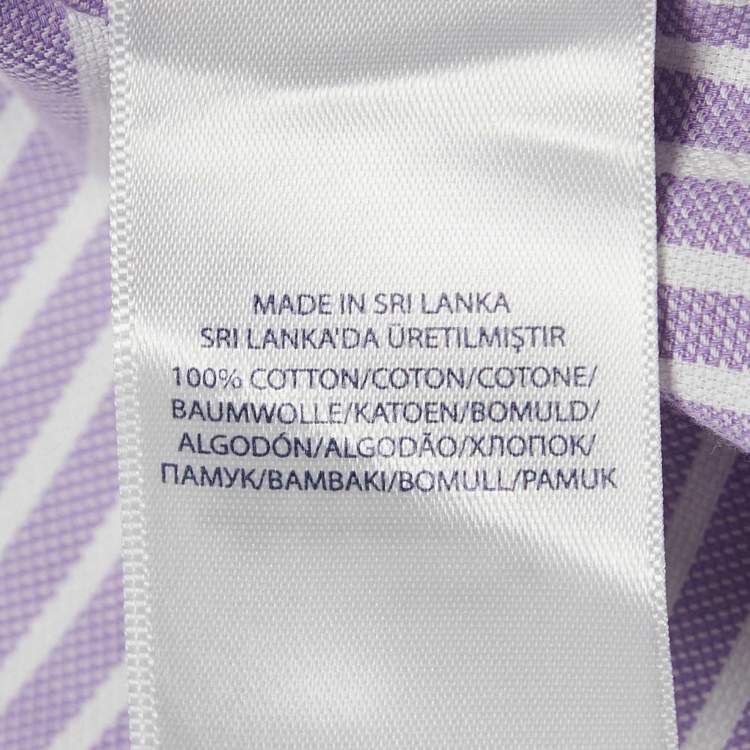 MADE IN SRI LANKA
SRI LANKA'DA ÜRETILMIŞTIR
100% COTTON/COTON/COTONE/
BAUMWOLLE/KATOEN/BOMULD/
ALGODÓN/ALGODÃO/ХЛОПОК/
ПАМУК/BAMBAKI/BOMULL/PAMUK